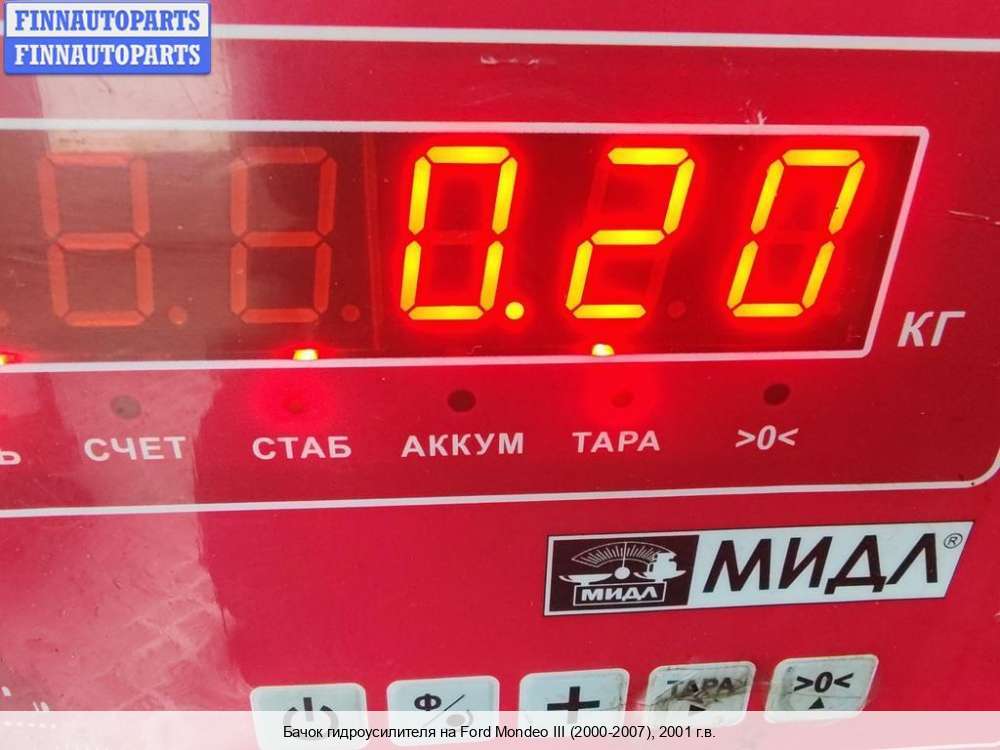 FINNAUTOPARTS
FINNAUTOPARTS
0.20
КГ
Ь СЧЕТ СТАБ АККУМ ТАРА >0<
МИДЛ МИДЛ®
Ф + ТАРА >0<
Бачок гидроусилителя на Ford Mondeo III (2000-2007), 2001 г.в.